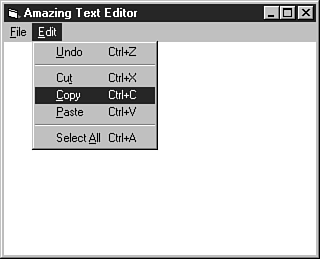 Amazing Text Editor
File Edit
Undo Ctrl+Z
Cut Ctrl+X
Copy Ctrl+C
Paste Ctrl+V
Select All Ctrl+A